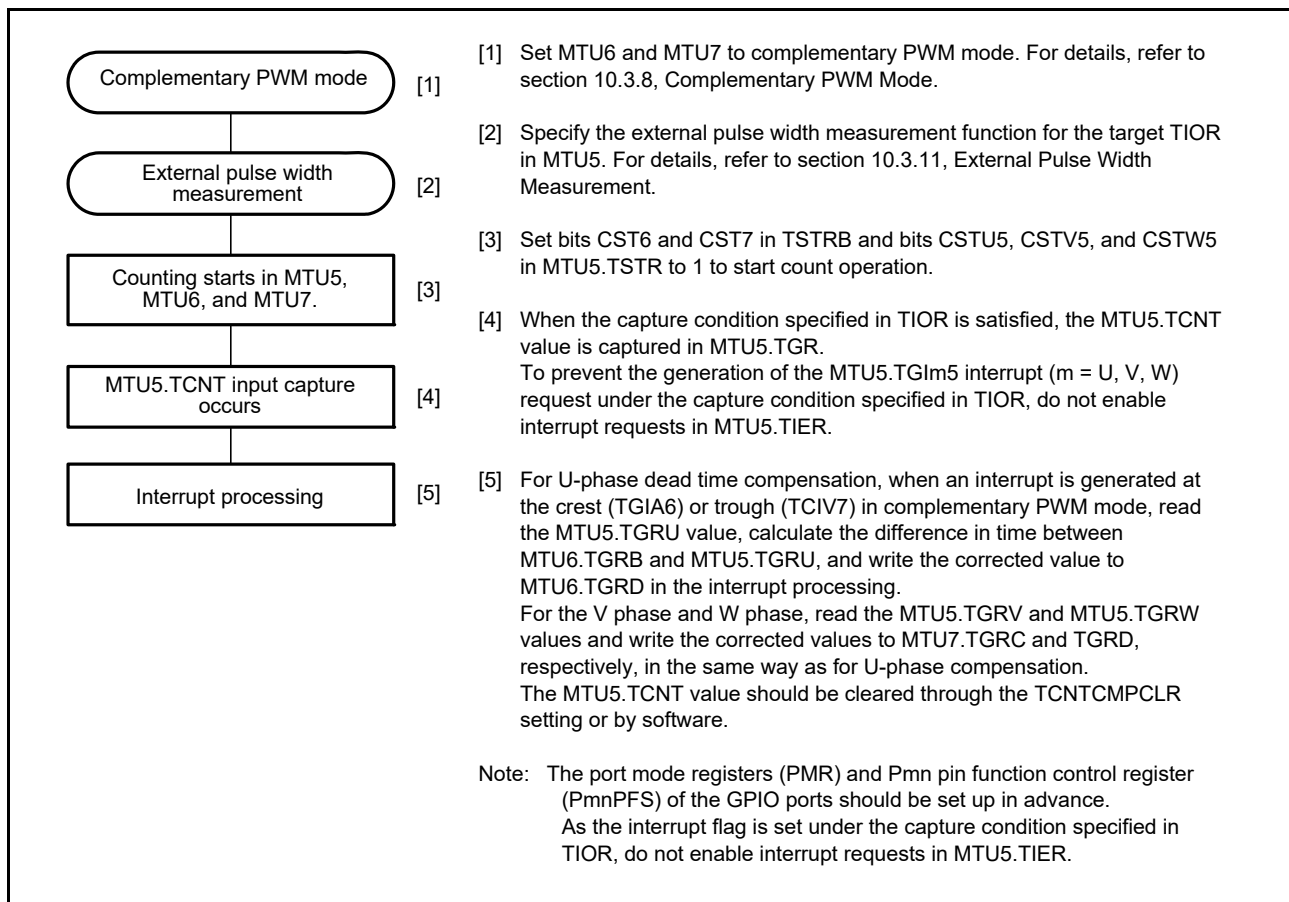 Complementary PWM mode
[1]
External pulse width
measurement
[2]
Counting starts in MTU5,
MTU6, and MTU7.
[3]
MTU5.TCNT input capture
occurs
[4]
Interrupt processing
[5]
[1] Set MTU6 and MTU7 to complementary PWM mode. For details, refer to
section 10.3.8, Complementary PWM Mode.
[2] Specify the external pulse width measurement function for the target TIOR
in MTU5. For details, refer to section 10.3.11, External Pulse Width
Measurement.
[3] Set bits CST6 and CST7 in TSTRB and bits CSTU5, CSTV5, and CSTW5
in MTU5.TSTR to 1 to start count operation.
[4] When the capture condition specified in TIOR is satisfied, the MTU5.TCNT
value is captured in MTU5.TGR.
To prevent the generation of the MTU5.TGIm5 interrupt (m = U, V, W)
request under the capture condition specified in TIOR, do not enable
interrupt requests in MTU5.TIER.
[5] For U-phase dead time compensation, when an interrupt is generated at
the crest (TGIA6) or trough (TCIV7) in complementary PWM mode, read
the MTU5.TGRU value, calculate the difference in time between
MTU6.TGRB and MTU5.TGRU, and write the corrected value to
MTU6.TGRD in the interrupt processing.
For the V phase and W phase, read the MTU5.TGRV and MTU5.TGRW
values and write the corrected values to MTU7.TGRC and TGRD,
respectively, in the same way as for U-phase compensation.
The MTU5.TCNT value should be cleared through the TCNTCMPCLR
setting or by software.
Note: The port mode registers (PMR) and Pmn pin function control register
(PmnPFS) of the GPIO ports should be set up in advance.
As the interrupt flag is set under the capture condition specified in
TIOR, do not enable interrupt requests in MTU5.TIER.